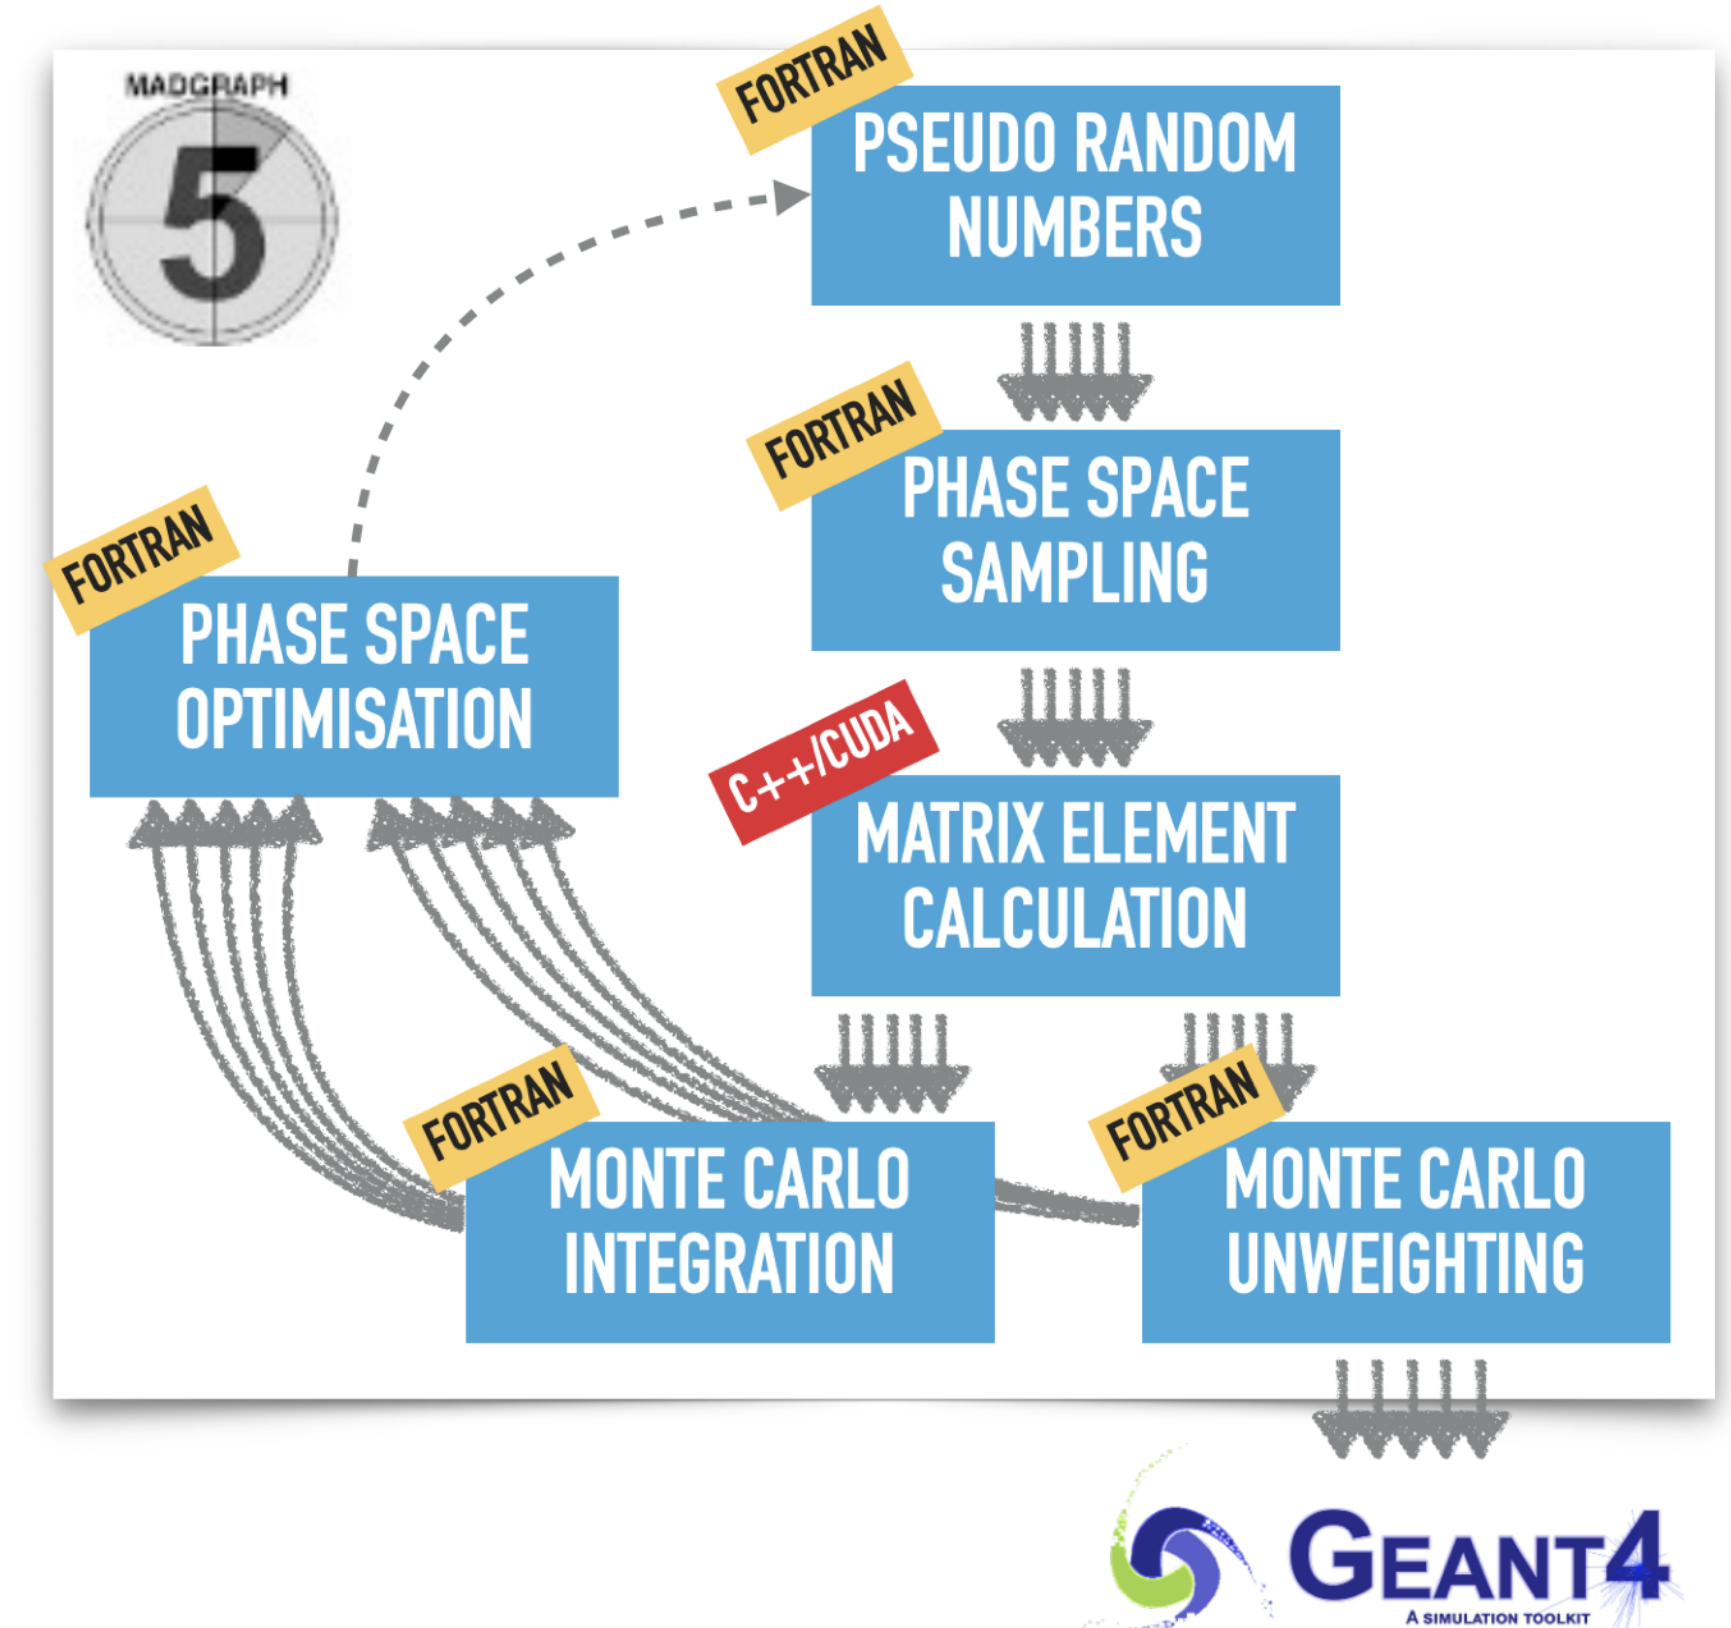 MADGRAPH
5
FORTRAN
PSEUDO RANDOM
NUMBERS
FORTRAN
PHASE SPACE
SAMPLING
FORTRAN
PHASE SPACE
OPTIMISATION
C++/CUDA
MATRIX ELEMENT
CALCULATION
FORTRAN
MONTE CARLO
INTEGRATION
FORTRAN
MONTE CARLO
UNWEIGHTING
GEANT4
A SIMULATION TOOLKIT